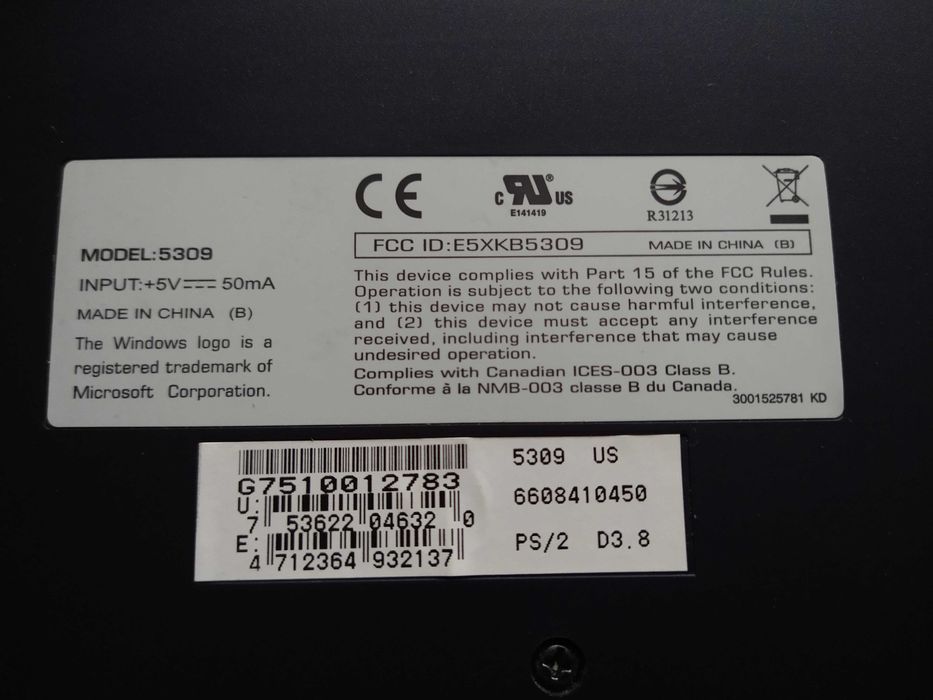 MODEL:5309
INPUT:+5V⎓ 50mA
MADE IN CHINA (B)
The Windows logo is a
registered trademark of
Microsoft Corporation.
CE
c RU ® US
E141419
R31213
FCC ID:E5XKB5309 MADE IN CHINA (B)
This device complies with Part 15 of the FCC Rules.
Operation is subject to the following two conditions:
(1) this device may not cause harmful interference,
and (2) this device must accept any interference
received, including interference that may cause
undesired operation.
Complies with Canadian ICES-003 Class B.
Conforme à la NMB-003 classe B du Canada.
3001525781 KD
G7510012783
U:
7 53622 04632 0
E:
4 712364 932137
5309 US
6608410450
PS/2 D3.8